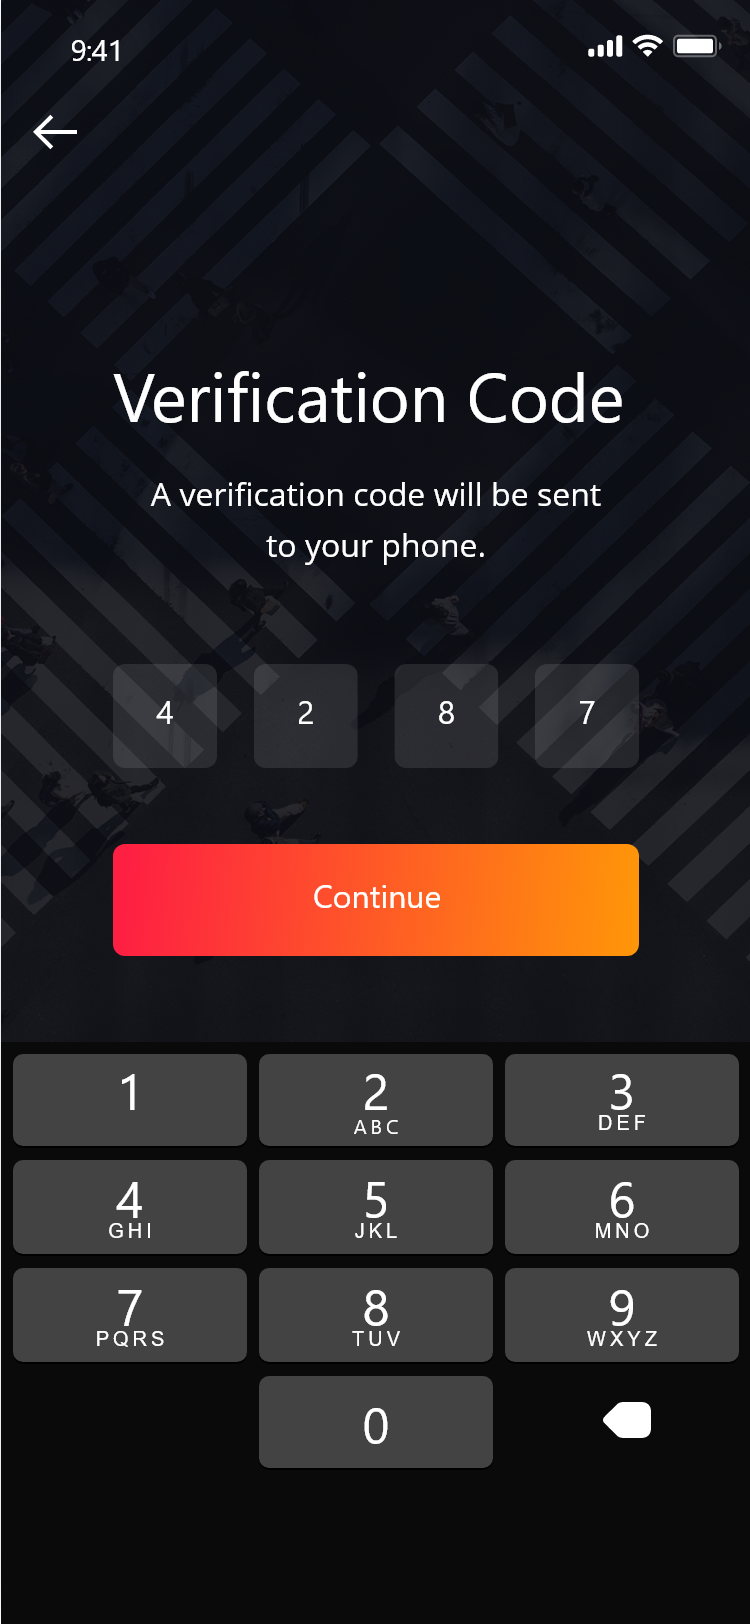 9:41
Verification Code
A verification code will be sent
to your phone.
4 2 8 7
Continue
1 2 3
ABC DEF
4 5 6
GHI JKL MNO
7 8 9
PQRS TUV WXYZ
0